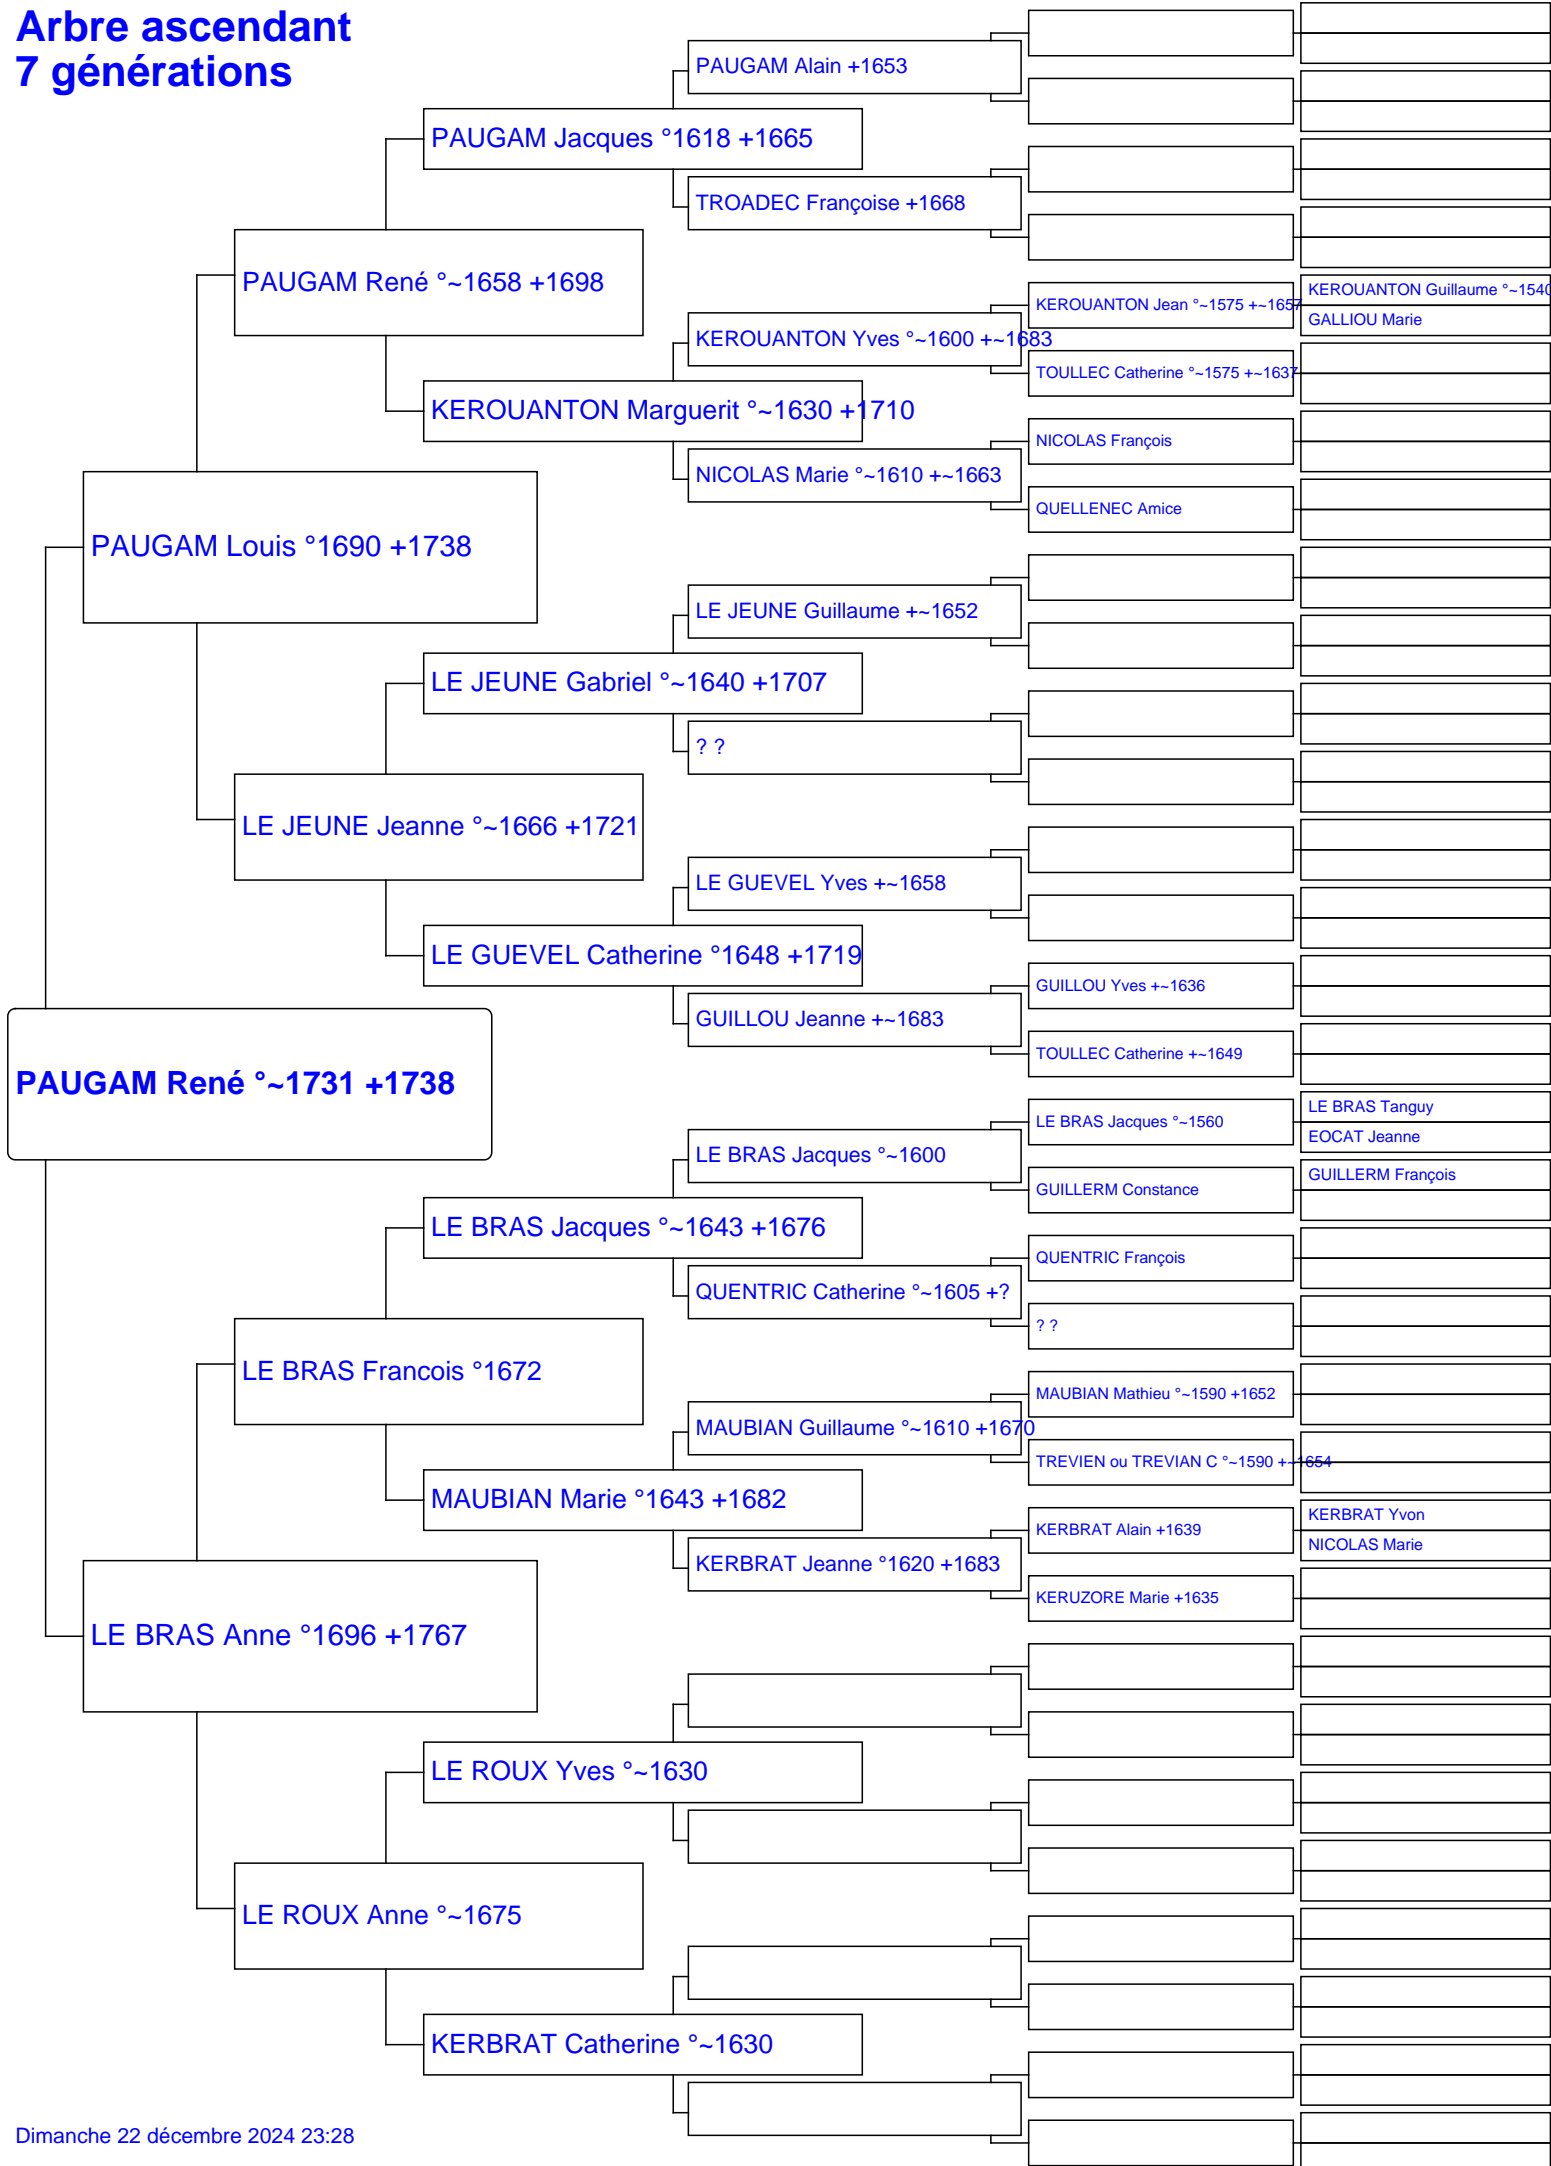 Arbre ascendant
7 générations
PAUGAM Alain +1653
PAUGAM Jacques °1618 +1665
TROADEC Françoise +1668
PAUGAM René °~1658 +1698
KEROUANTON Guillaume °~1540
KEROUANTON Jean °~1575 +~1657
GALLIOU Marie
KEROUANTON Yves °~1600 +~1683
TOULLEC Catherine °~1575 +~1637
KEROUANTON Marguerit °~1630 +1710
NICOLAS François
NICOLAS Marie °~1610 +~1663
QUELLENEC Amice
PAUGAM Louis °1690 +1738
LE JEUNE Guillaume +~1652
LE JEUNE Gabriel °~1640 +1707
? ?
LE JEUNE Jeanne °~1666 +1721
LE GUEVEL Yves +~1658
LE GUEVEL Catherine °1648 +1719
GUILLOU Yves +~1636
GUILLOU Jeanne +~1683
TOULLEC Catherine +~1649
PAUGAM René °~1731 +1738
LE BRAS Tanguy
LE BRAS Jacques °~1560
EOCAT Jeanne
LE BRAS Jacques °~1600
GUILLERM François
GUILLERM Constance
LE BRAS Jacques °~1643 +1676
QUENTRIC François
QUENTRIC Catherine °~1605 +?
? ?
LE BRAS Francois °1672
MAUBIAN Mathieu °~1590 +1652
MAUBIAN Guillaume °~1610 +1670
TREVIEN ou TREVIAN C °~1590 +~1654
MAUBIAN Marie °1643 +1682
KERBRAT Yvon
KERBRAT Alain +1639
NICOLAS Marie
KERBRAT Jeanne °1620 +1683
KERUZORE Marie +1635
LE BRAS Anne °1696 +1767
LE ROUX Yves °~1630
LE ROUX Anne °~1675
KERBRAT Catherine °~1630
Dimanche 22 décembre 2024 23:28